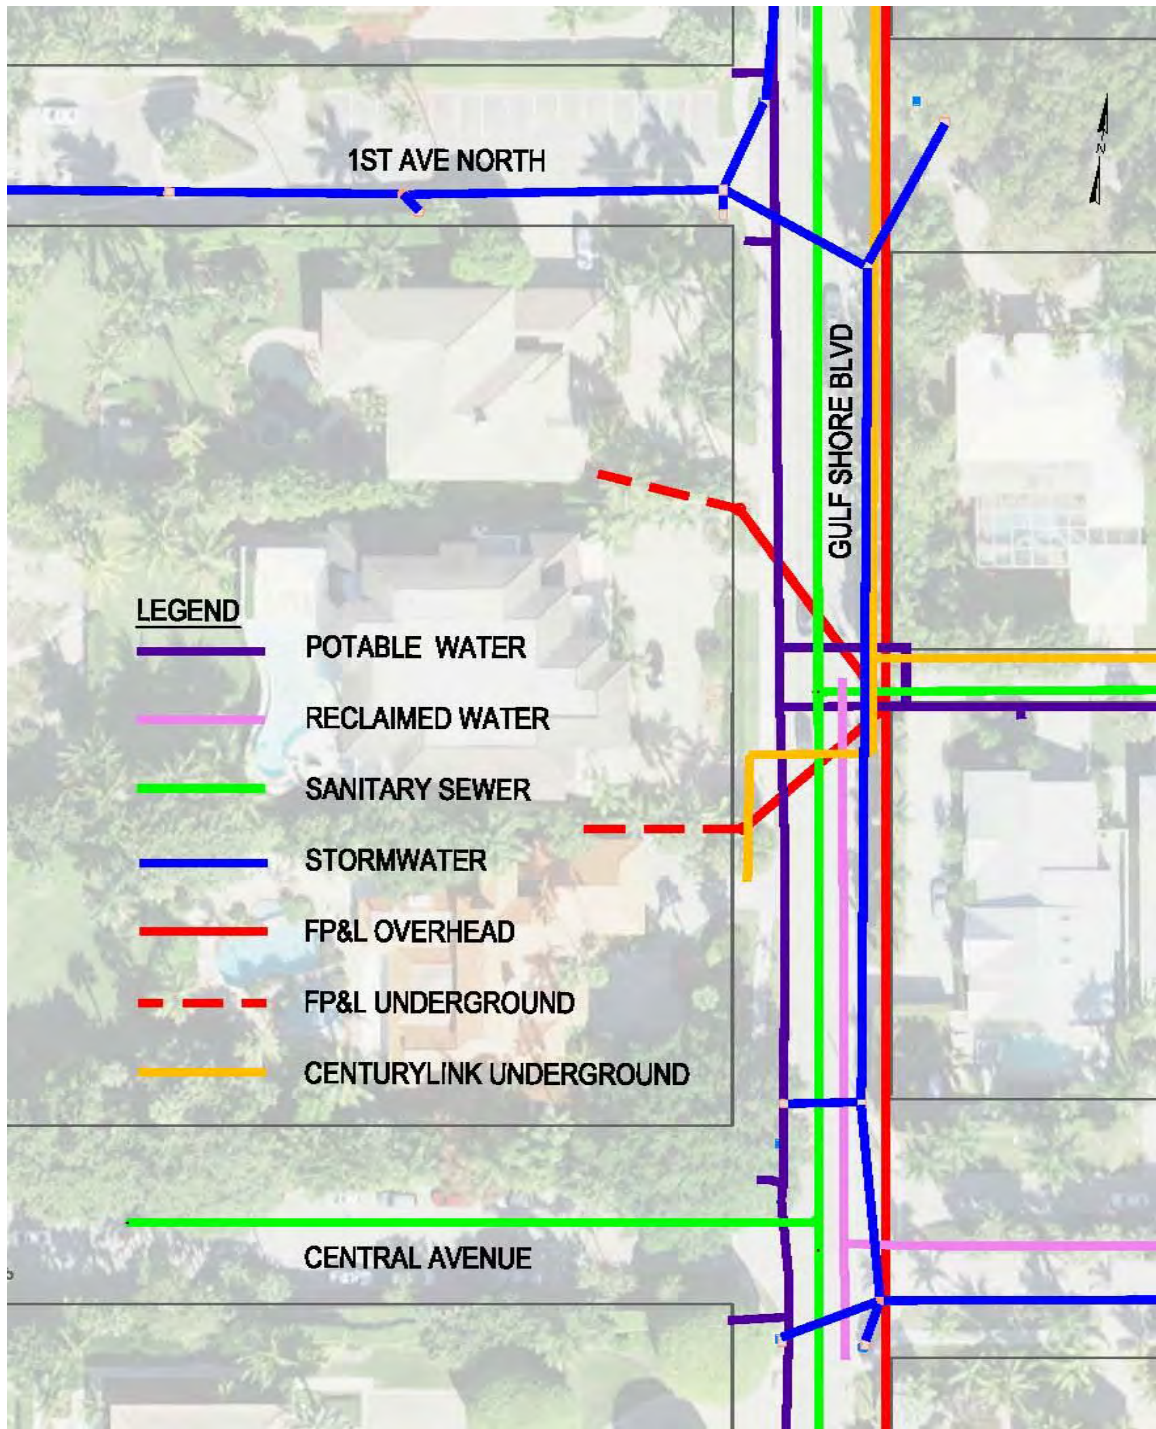 1ST AVE NORTH
N
GULF SHORE BLVD
LEGEND
POTABLE WATER
RECLAIMED WATER
SANITARY SEWER
STORMWATER
FP&L OVERHEAD
FP&L UNDERGROUND
CENTURYLINK UNDERGROUND
CENTRAL AVENUE